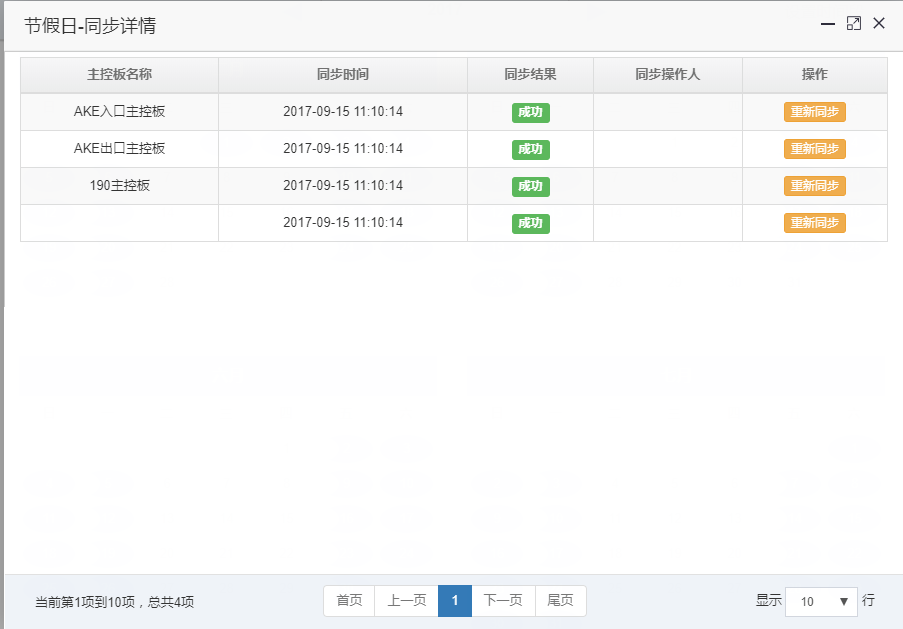 节假日-同步详情
主控板名称 同步时间 同步结果 同步操作人 操作
AKE入口主控板 2017-09-15 11:10:14 成功 重新同步
AKE出口主控板 2017-09-15 11:10:14 成功 重新同步
190主控板 2017-09-15 11:10:14 成功 重新同步
2017-09-15 11:10:14 成功 重新同步
当前第1项到10项，总共4项 首页 上一页 1 下一页 尾页 显示 10 ▼ 行